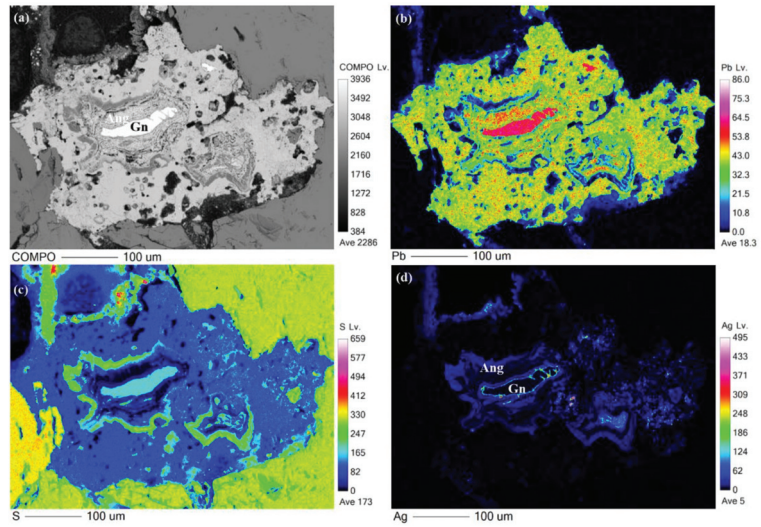 (a)
COMPO Lv.
3936
3492
3048
2604
2160
1716
1272
828
384
Ave 2286
Ang
Gn
COMPO
100 um
(b)
Pb Lv.
86.0
75.3
64.5
53.8
43.0
32.3
21.5
10.8
0.0
Ave 18.3
Pb
100 um
(c)
S Lv.
659
577
494
412
330
247
165
82
0
Ave 173
S
100 um
(d)
Ag Lv.
495
433
371
309
248
186
124
62
0
Ave 5
Ang
Gn
Ag
100 um